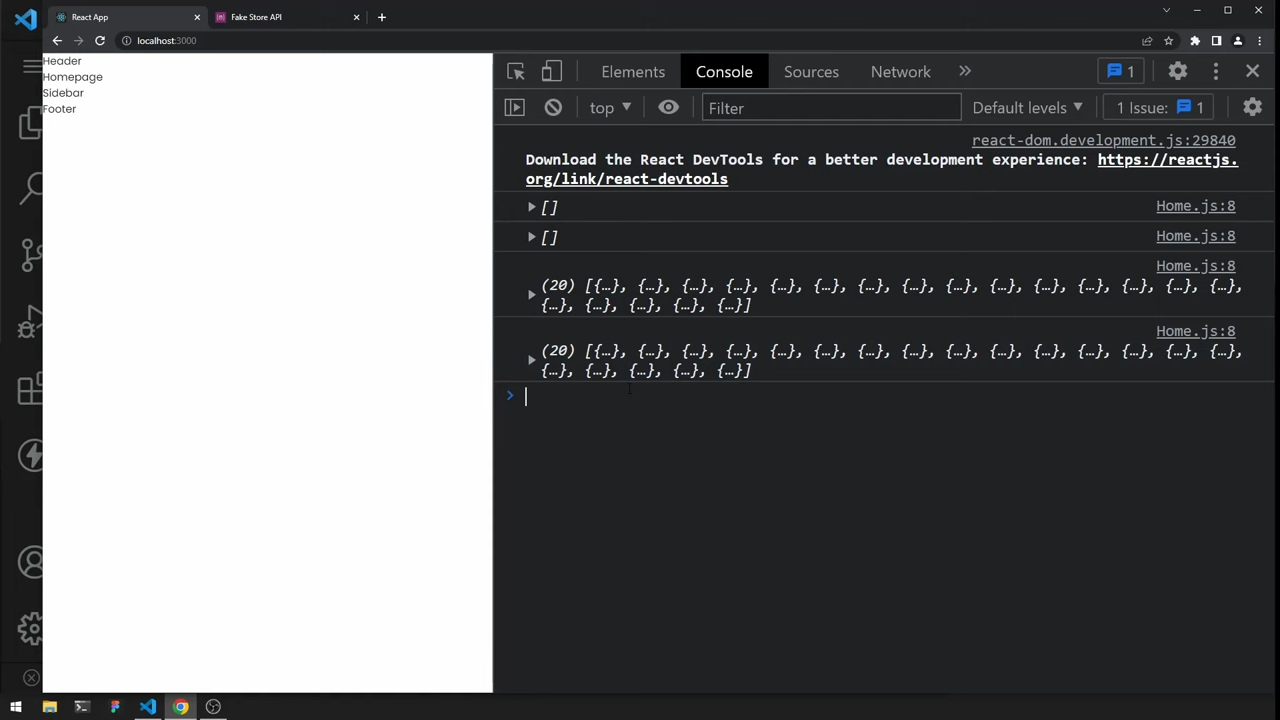 React App
Fake Store API
localhost:3000
Header
Homepage
Sidebar
Footer
Elements
Console
Sources
Network
1
top
Filter
Default levels
1 Issue: 1
react-dom.development.js:29840
Download the React DevTools for a better development experience: https://reactjs.
org/link/react-devtools
[]
Home.js:8
[]
Home.js:8
Home.js:8
(20) [{…}, {…}, {…}, {…}, {…}, {…}, {…}, {…}, {…}, {…}, {…}, {…}, {…}, {…}, {…},
{…}, {…}, {…}, {…}, {…}]
Home.js:8
(20) [{…}, {…}, {…}, {…}, {…}, {…}, {…}, {…}, {…}, {…}, {…}, {…}, {…}, {…}, {…},
{…}, {…}, {…}, {…}, {…}]